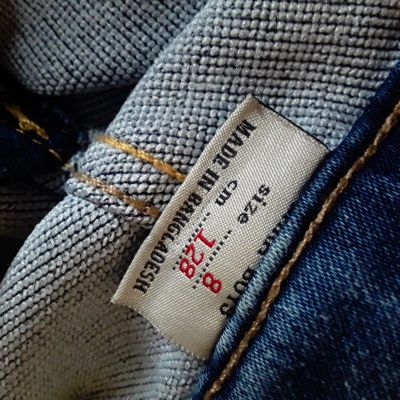 size ........ 8
cm ..... 128
MADE IN BANGLADESH